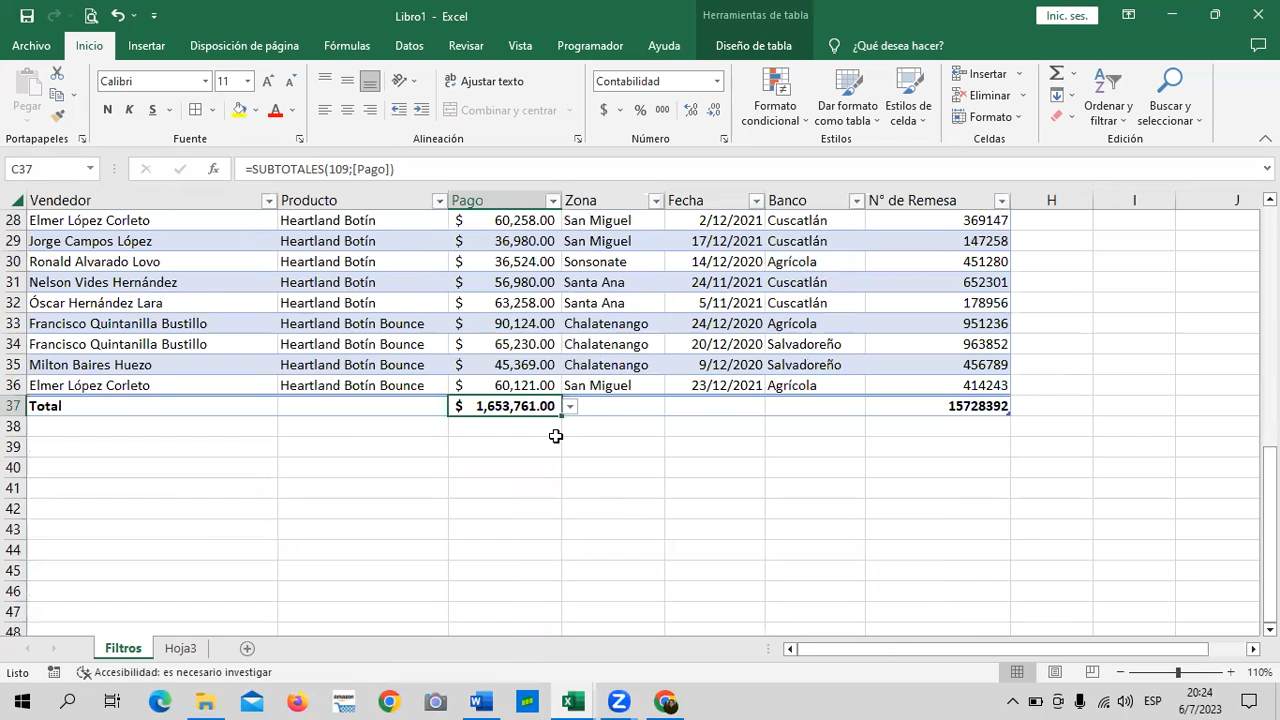 Libro1 - Excel
Herramientas de tabla
Inic. ses.
Archivo Inicio Insertar Disposición de página Fórmulas Datos Revisar Vista Programador Ayuda Diseño de tabla ¿Qué desea hacer?
Pegar
Calibri 11
N K S
Ajustar texto
Combinar y centrar
Contabilidad
$ % 000
Formato condicional
Dar formato como tabla
Estilos de celda
Insertar
Eliminar
Formato
Ordenar y filtrar
Buscar y seleccionar
Portapapeles Fuente Alineación Número Estilos Celdas Edición
C37 fx =SUBTOTALES(109;[Pago])
Vendedor Producto Pago Zona Fecha Banco N° de Remesa H I J
28 Elmer López Corleto Heartland Botín $ 60,258.00 San Miguel 2/12/2021 Cuscatlán 369147
29 Jorge Campos López Heartland Botín $ 36,980.00 San Miguel 17/12/2021 Cuscatlán 147258
30 Ronald Alvarado Lovo Heartland Botín $ 36,524.00 Sonsonate 14/12/2020 Agrícola 451280
31 Nelson Vides Hernández Heartland Botín $ 56,980.00 Santa Ana 24/11/2021 Cuscatlán 652301
32 Óscar Hernández Lara Heartland Botín $ 63,258.00 Santa Ana 5/11/2021 Cuscatlán 178956
33 Francisco Quintanilla Bustillo Heartland Botín Bounce $ 90,124.00 Chalatenango 24/12/2020 Agrícola 951236
34 Francisco Quintanilla Bustillo Heartland Botín Bounce $ 65,230.00 Chalatenango 20/12/2020 Salvadoreño 963852
35 Milton Baires Huezo Heartland Botín Bounce $ 45,369.00 Chalatenango 9/12/2020 Salvadoreño 456789
36 Elmer López Corleto Heartland Botín Bounce $ 60,121.00 San Miguel 23/12/2021 Agrícola 414243
37 Total $ 1,653,761.00 15728392
38
39
40
41
42
43
44
45
46
47
48
Filtros Hoja3
Listo Accesibilidad: es necesario investigar 110%
ESP
20:24
6/7/2023